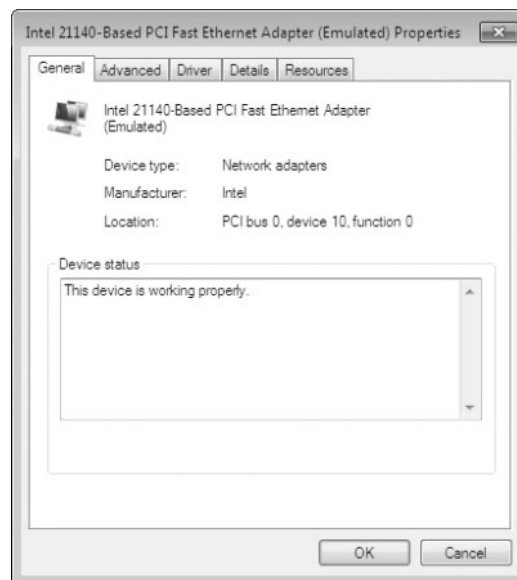 Intel 21140-Based PCI Fast Ethernet Adapter (Emulated) Properties
General Advanced Driver Details Resources
Intel 21140-Based PCI Fast Ethernet Adapter
(Emulated)
Device type: Network adapters
Manufacturer: Intel
Location: PCI bus 0, device 10, function 0
Device status
This device is working properly.
OK Cancel